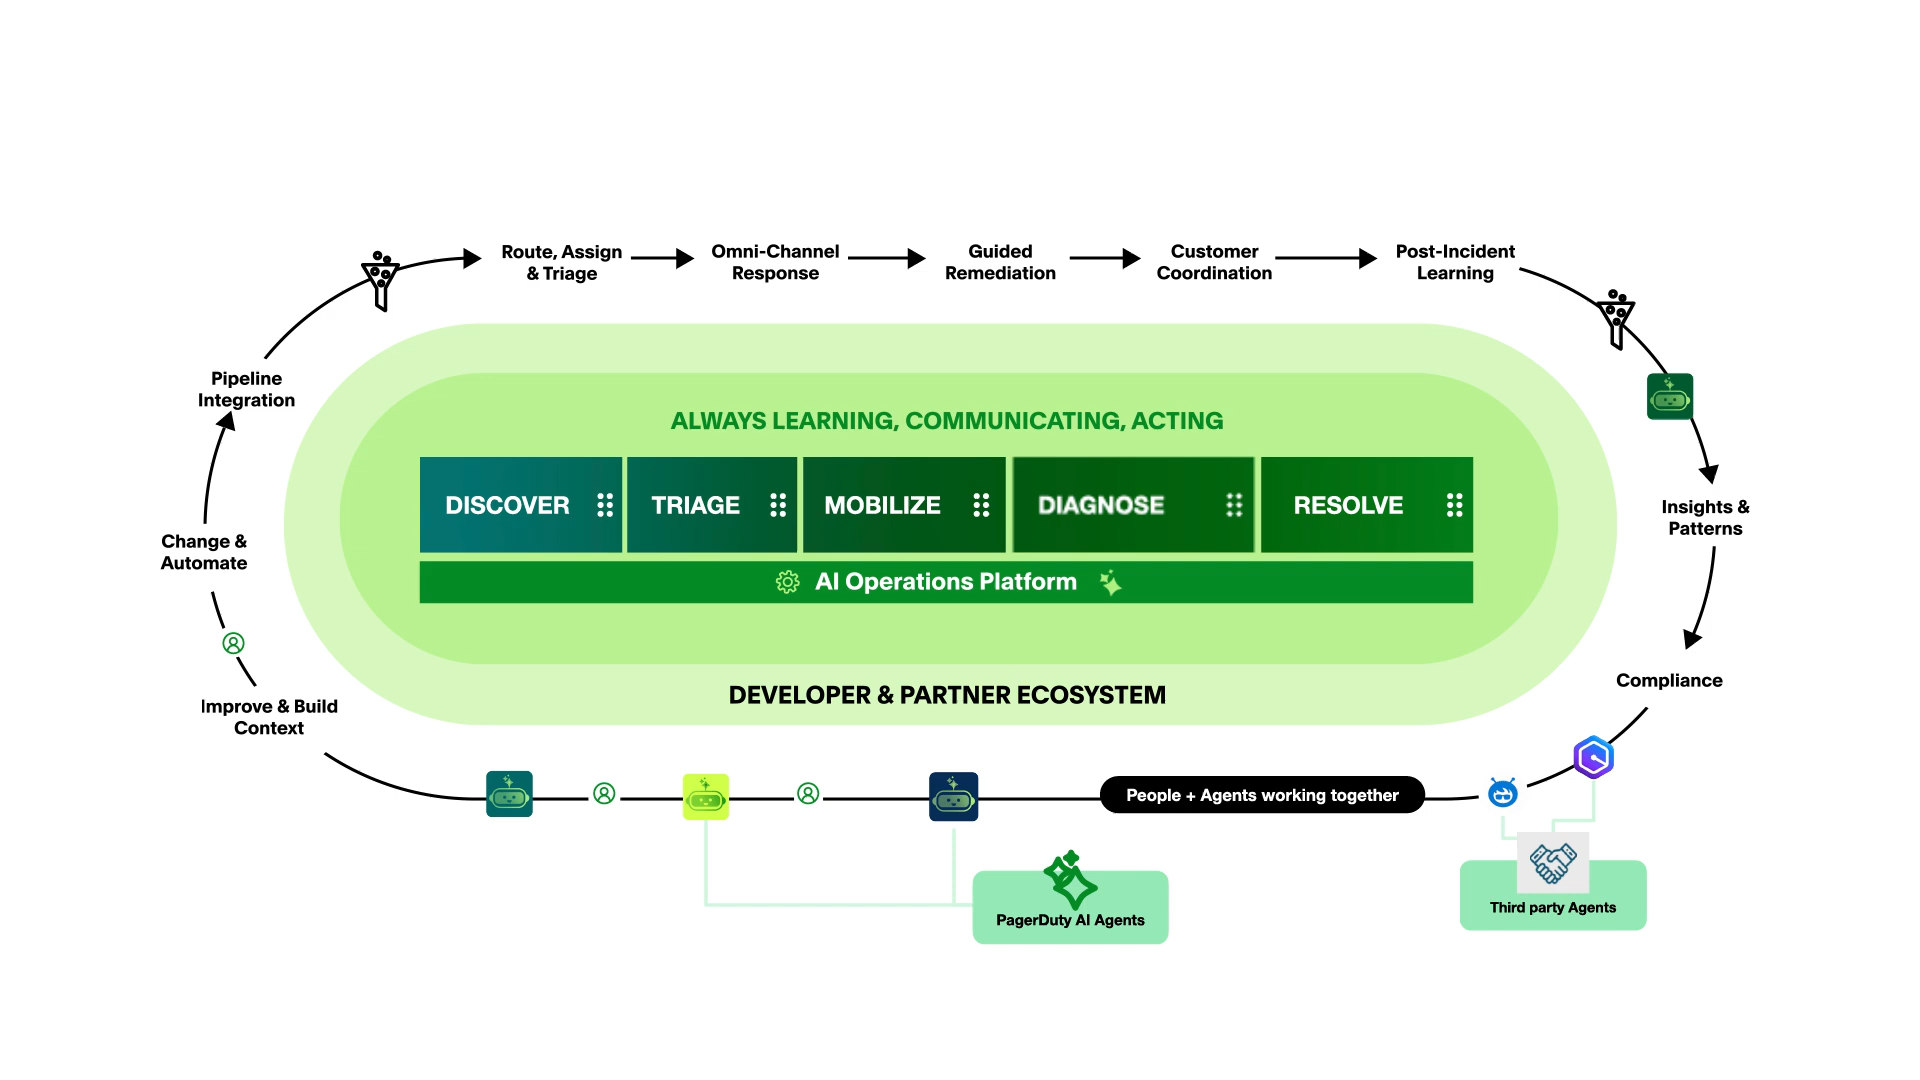 Route, Assign
& Triage
Omni-Channel
Response
Guided
Remediation
Customer
Coordination
Post-Incident
Learning
Pipeline
Integration
ALWAYS LEARNING, COMMUNICATING, ACTING
DISCOVER
TRIAGE
MOBILIZE
DIAGNOSE
RESOLVE
Insights &
Patterns
Change &
Automate
AI Operations Platform
Compliance
DEVELOPER & PARTNER ECOSYSTEM
Improve & Build
Context
People + Agents working together
PagerDuty AI Agents
Third party Agents